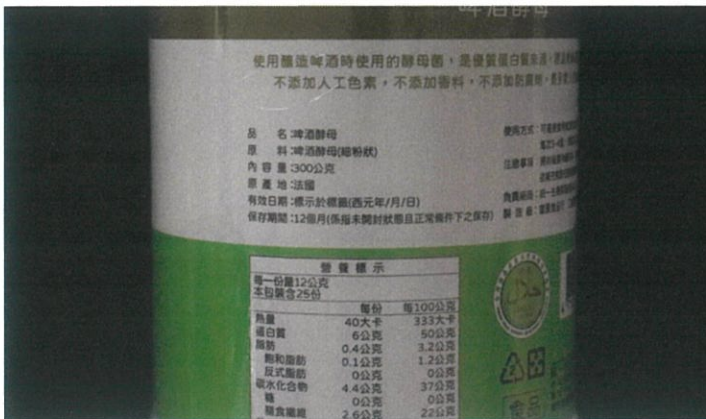 啤酒酵母
使用釀造啤酒時使用的酵母菌，是優質蛋白質來源，
不添加人工色素，不添加香料，不添加防腐劑，
品 名：啤酒酵母
原 料：啤酒酵母(細粉狀)
內 容 量：300公克
原 產 地：法國
有效日期：標示於標籤(西元年/月/日)
保存期間：12個月(係指未開封狀態且正常條件下之保存)
使用方式：
注意事項：
負責廠商：
製 造 廠：
營 養 標 示
每一份量12公克
本包裝含25份
每份 每100公克
熱量 40大卡 333大卡
蛋白質 6公克 50公克
脂肪 0.4公克 3.2公克
飽和脂肪 0.1公克 1.2公克
反式脂肪 0公克 0公克
碳水化合物 4.4公克 37公克
糖 0公克 0公克
膳食纖維 2.6公克 22公克
حلال
食品